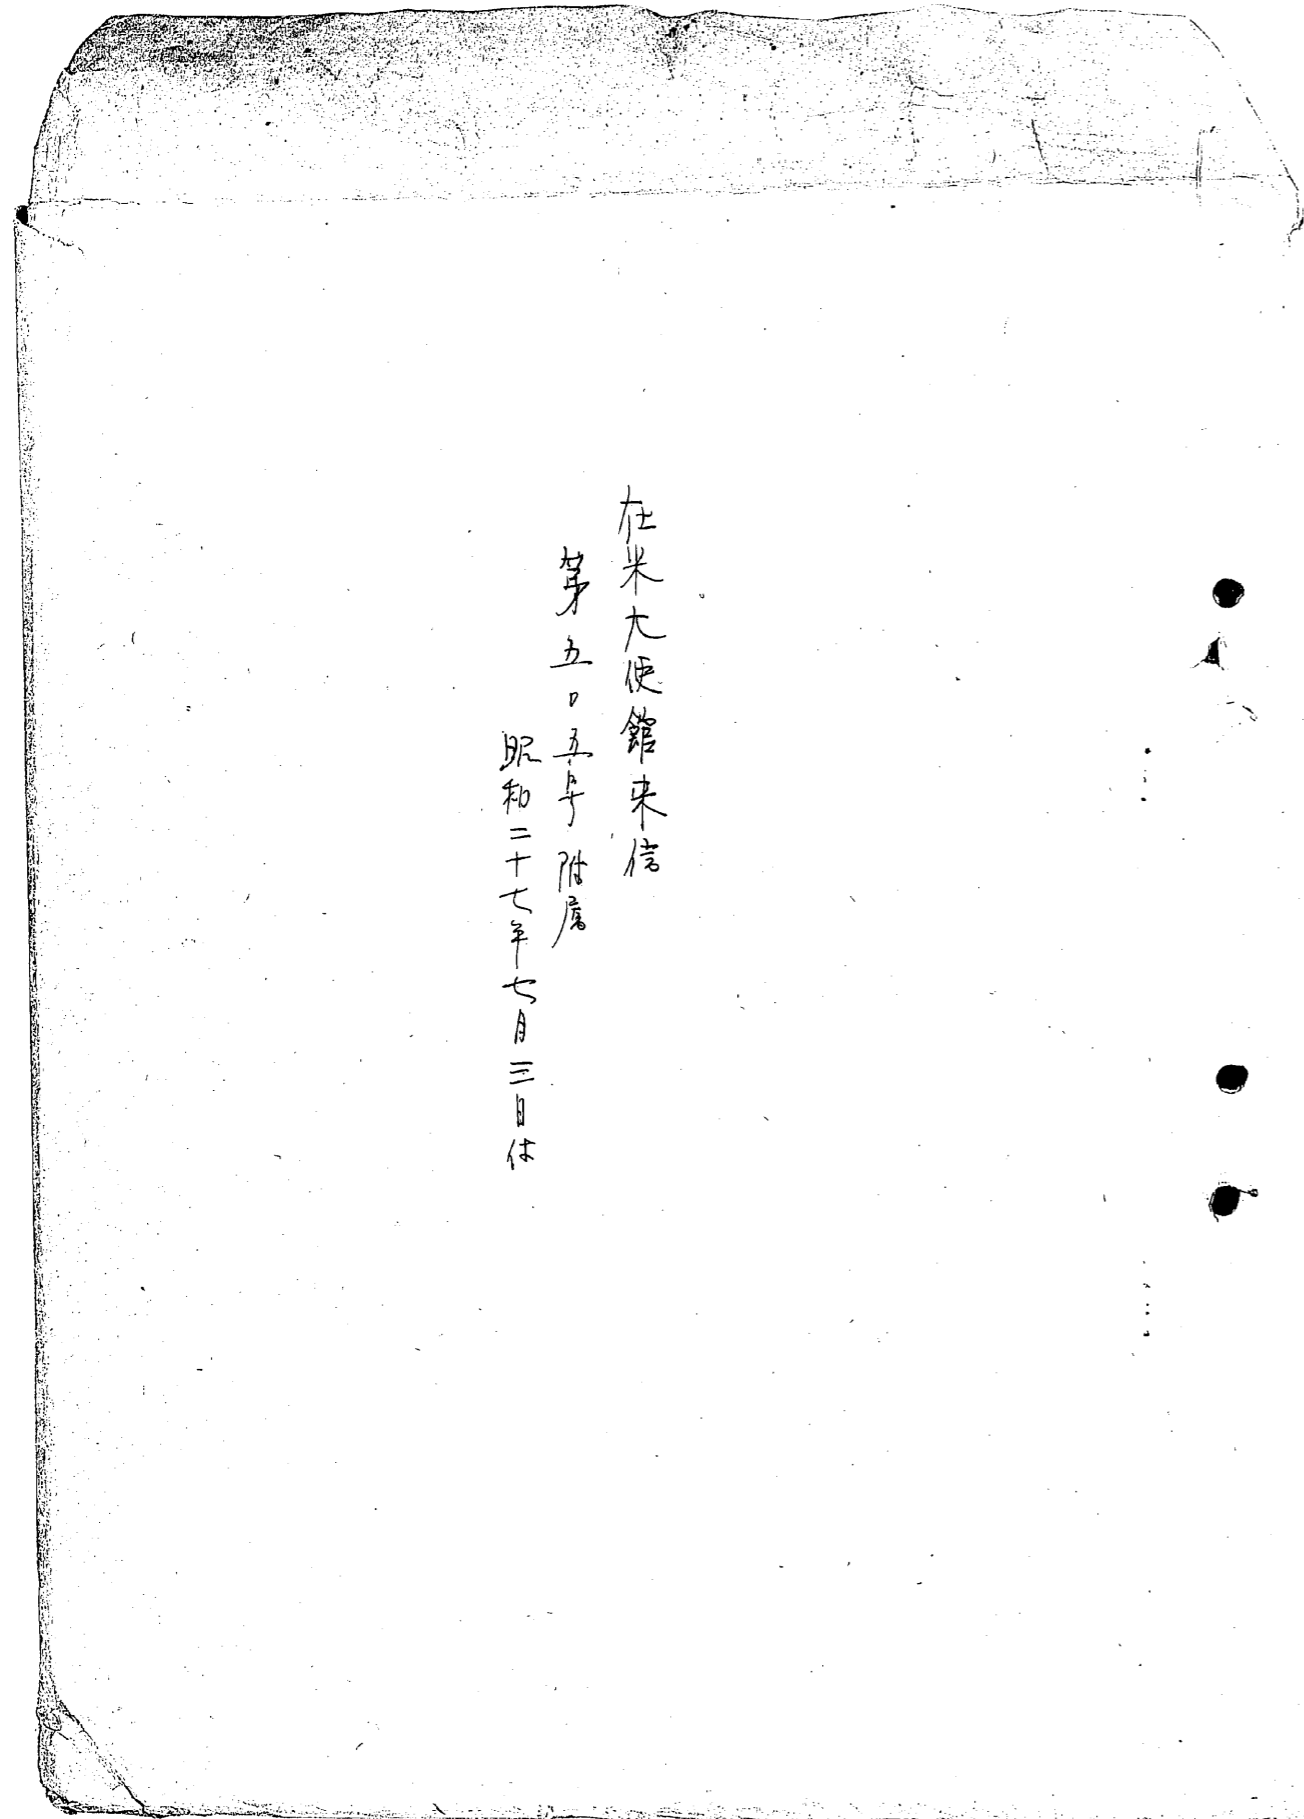 在米大使館来信
第五〇五号附属
昭和二十七年七月三日付